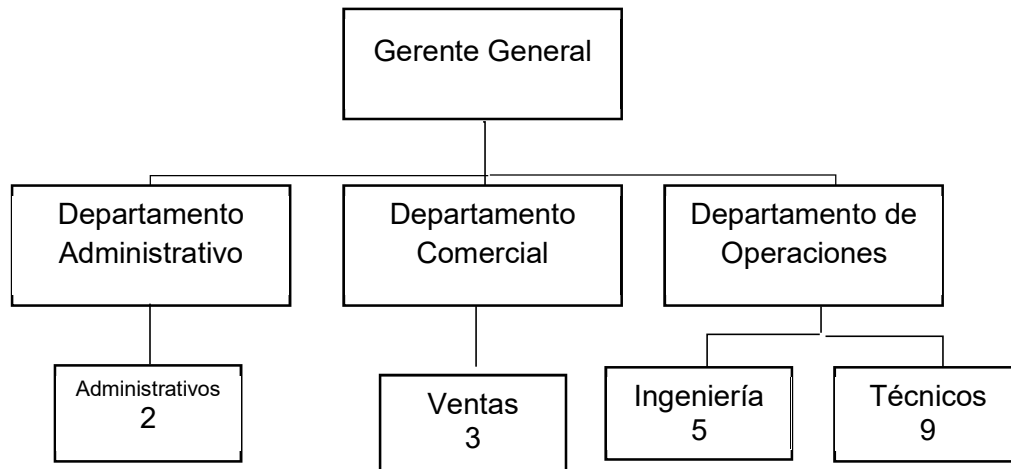 Gerente General
Departamento
Administrativo
Departamento
Comercial
Departamento de
Operaciones
Administrativos
2
Ventas
3
Ingeniería
5
Técnicos
9